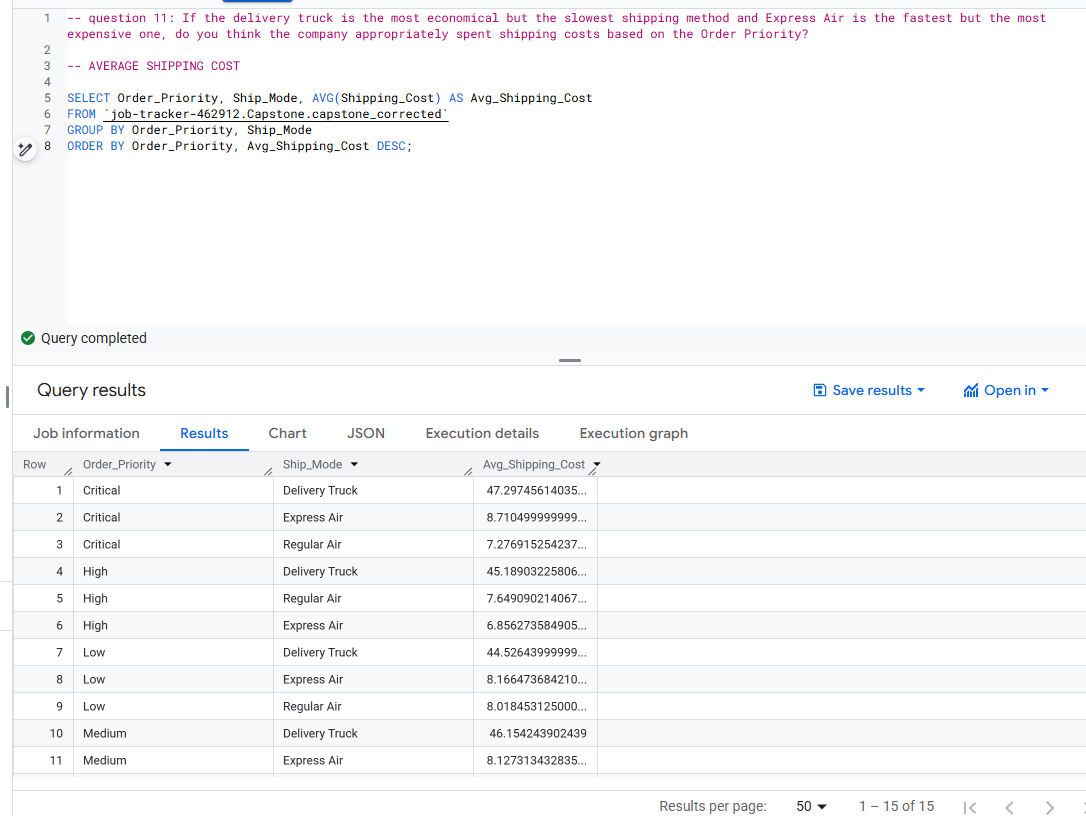 1 -- question 11: If the delivery truck is the most economical but the slowest shipping method and Express Air is the fastest but the most
expensive one, do you think the company appropriately spent shipping costs based on the Order Priority?
2
3 -- AVERAGE SHIPPING COST
4
5 SELECT Order_Priority, Ship_Mode, AVG(Shipping_Cost) AS Avg_Shipping_Cost
6 FROM `job-tracker-462912.Capstone.capstone_corrected`
7 GROUP BY Order_Priority, Ship_Mode
8 ORDER BY Order_Priority, Avg_Shipping_Cost DESC;
Query completed
Query results Save results Open in
Job information Results Chart JSON Execution details Execution graph
Row Order_Priority Ship_Mode Avg_Shipping_Cost
1 Critical Delivery Truck 47.29745614035...
2 Critical Express Air 8.710499999999...
3 Critical Regular Air 7.276915254237...
4 High Delivery Truck 45.18903225806...
5 High Regular Air 7.649090214067...
6 High Express Air 6.856273584905...
7 Low Delivery Truck 44.52643999999...
8 Low Express Air 8.166473684210...
9 Low Regular Air 8.018453125000...
10 Medium Delivery Truck 46.154243902439
11 Medium Express Air 8.127313432835...
Results per page: 50 1 – 15 of 15